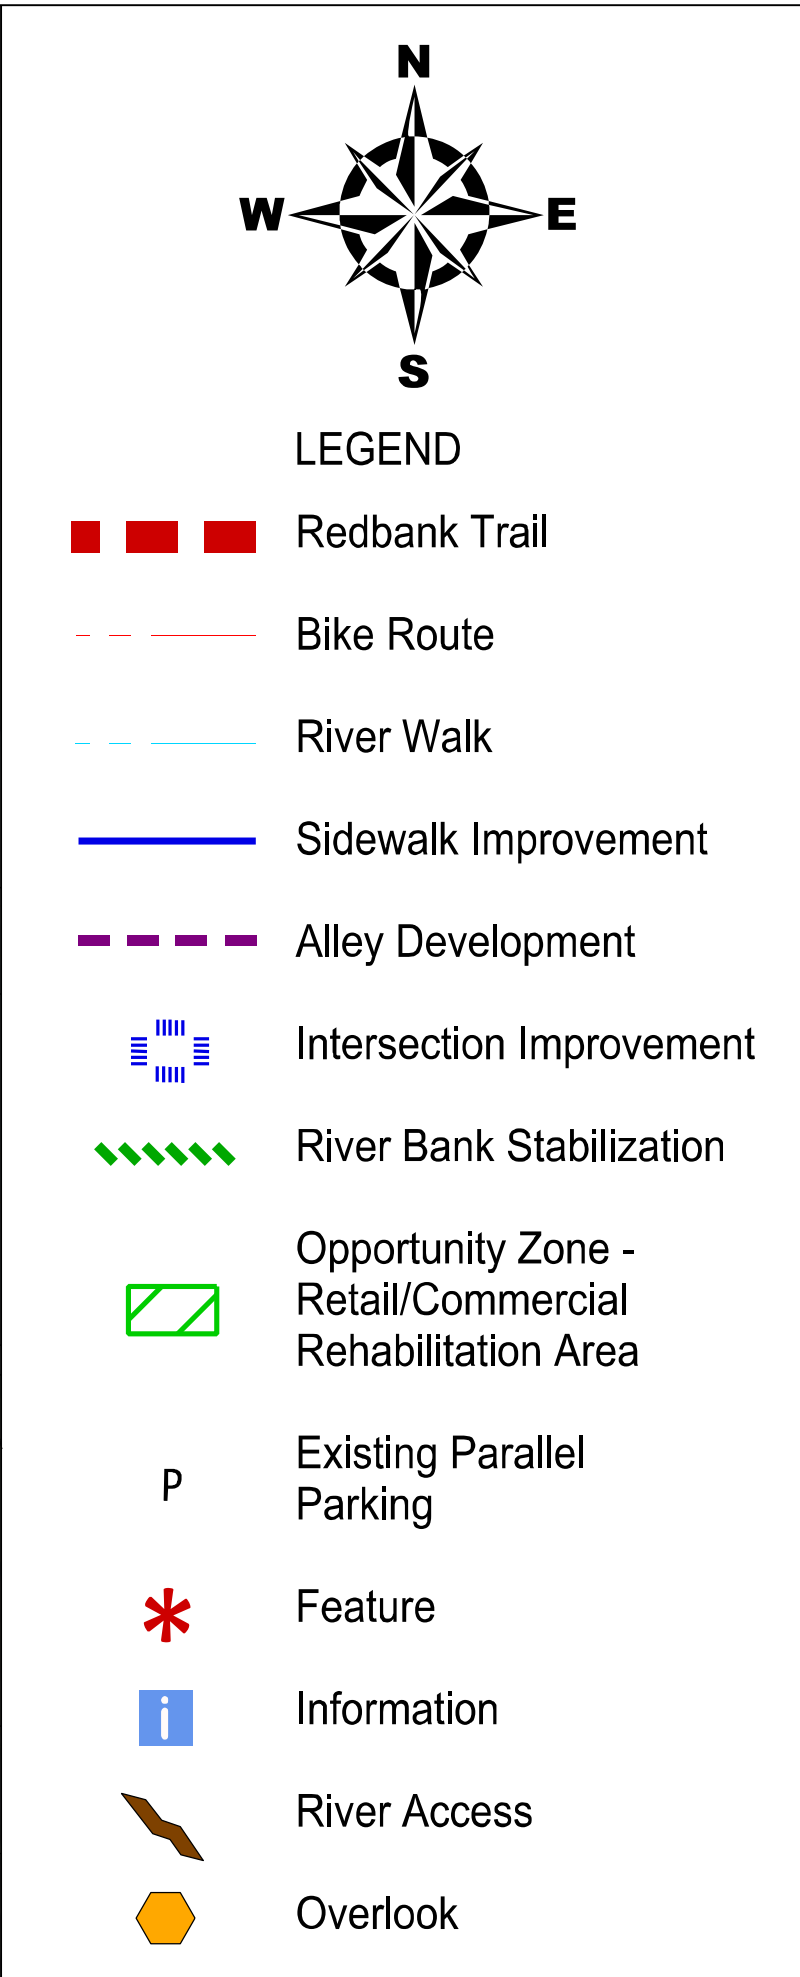 N
W E
S
LEGEND
Redbank Trail
Bike Route
River Walk
Sidewalk Improvement
Alley Development
Intersection Improvement
River Bank Stabilization
Opportunity Zone -
Retail/Commercial
Rehabilitation Area
Existing Parallel
P
Parking
Feature
i Information
River Access
Overlook